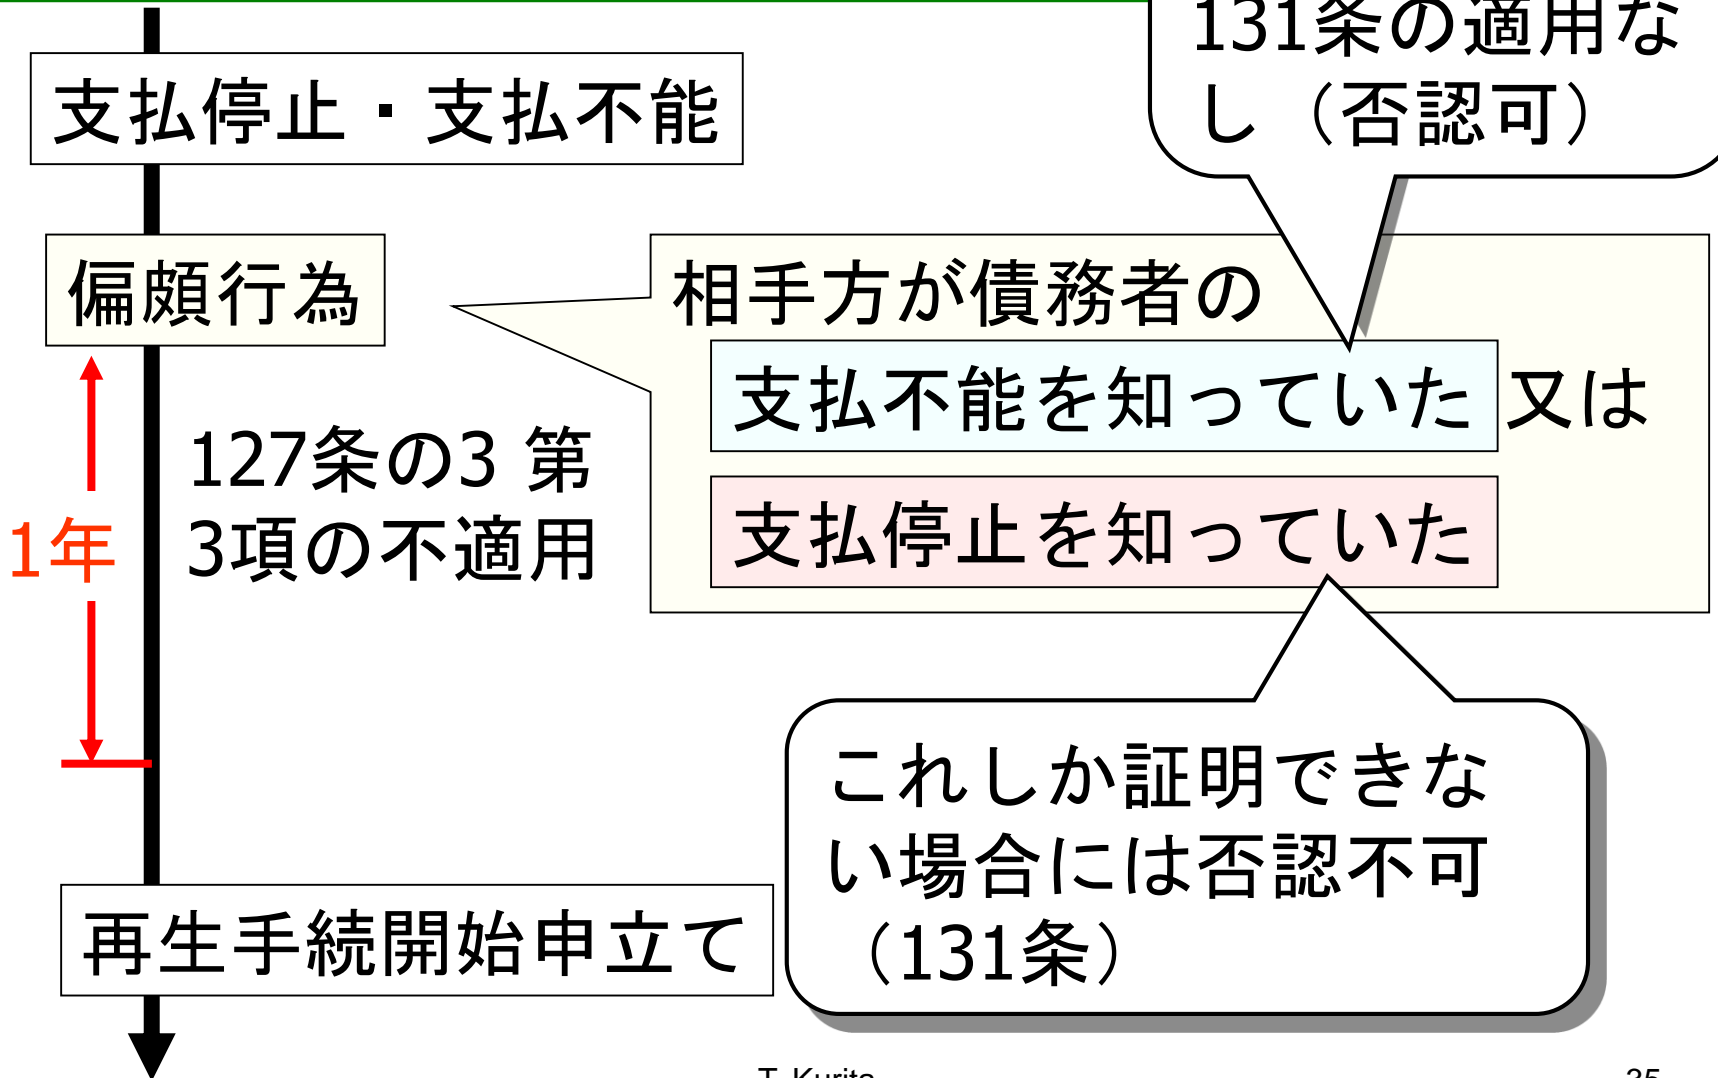 131条の適用な
し（否認可）
支払停止・支払不能
偏頗行為
相手方が債務者の
支払不能を知っていた 又は
支払停止を知っていた
127条の3 第
3項の不適用
1年
これしか証明できな
い場合には否認不可
（131条）
再生手続開始申立て
T. Kurita
35